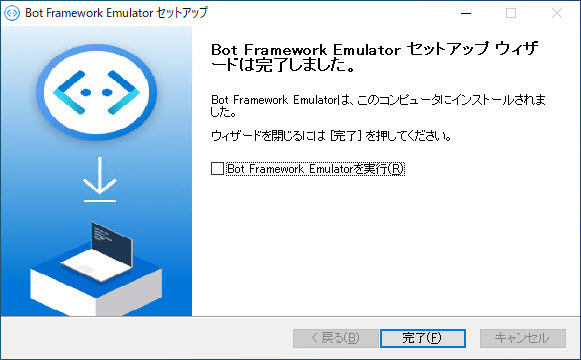 Bot Framework Emulator セットアップ
Bot Framework Emulator セットアップ ウィザ
ードは完了しました。
Bot Framework Emulatorは、このコンピュータにインストールされま
した。
ウィザードを閉じるには [完了] を押してください。
Bot Framework Emulatorを実行(R)
< 戻る(B)
完了(F)
キャンセル